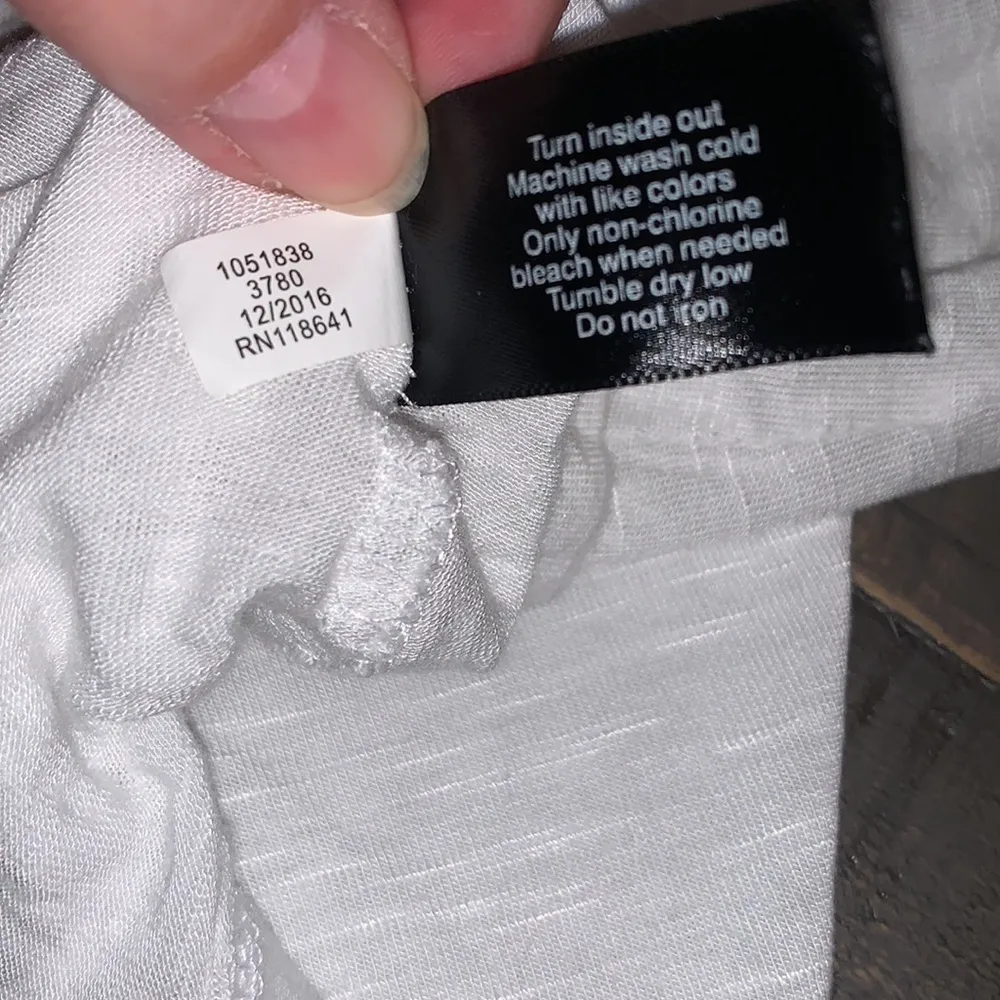 1051838
3780
12/2016
RN118641
Turn inside out
Machine wash cold
with like colors
Only non-chlorine
bleach when needed
Tumble dry low
Do not iron